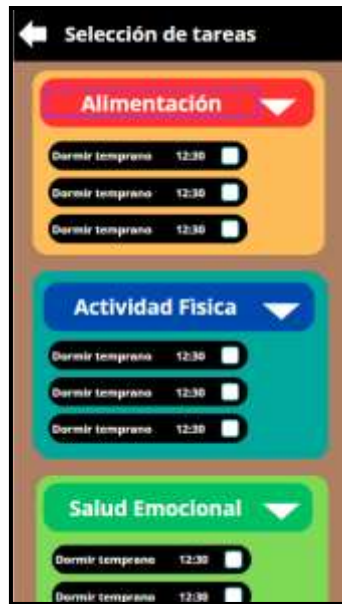 Selección de tareas
Alimentación
Dormir temprano 12:30
Dormir temprano 12:30
Dormir temprano 12:30
Actividad Fisica
Dormir temprano 12:30
Dormir temprano 12:30
Dormir temprano 12:30
Salud Emocional
Dormir temprano 12:30
Dormir temprano 12:30